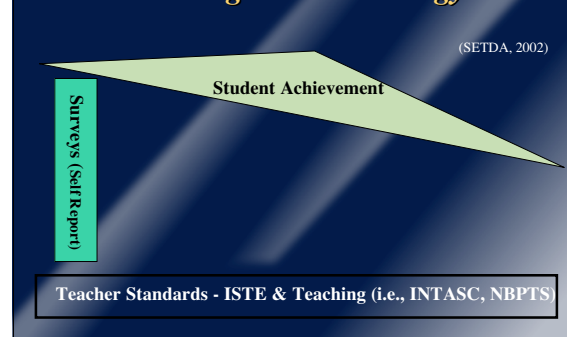 (SETDA, 2002)
Student Achievement
Surveys (Self Report)
Teacher Standards - ISTE & Teaching (i.e., INTASC, NBPTS)